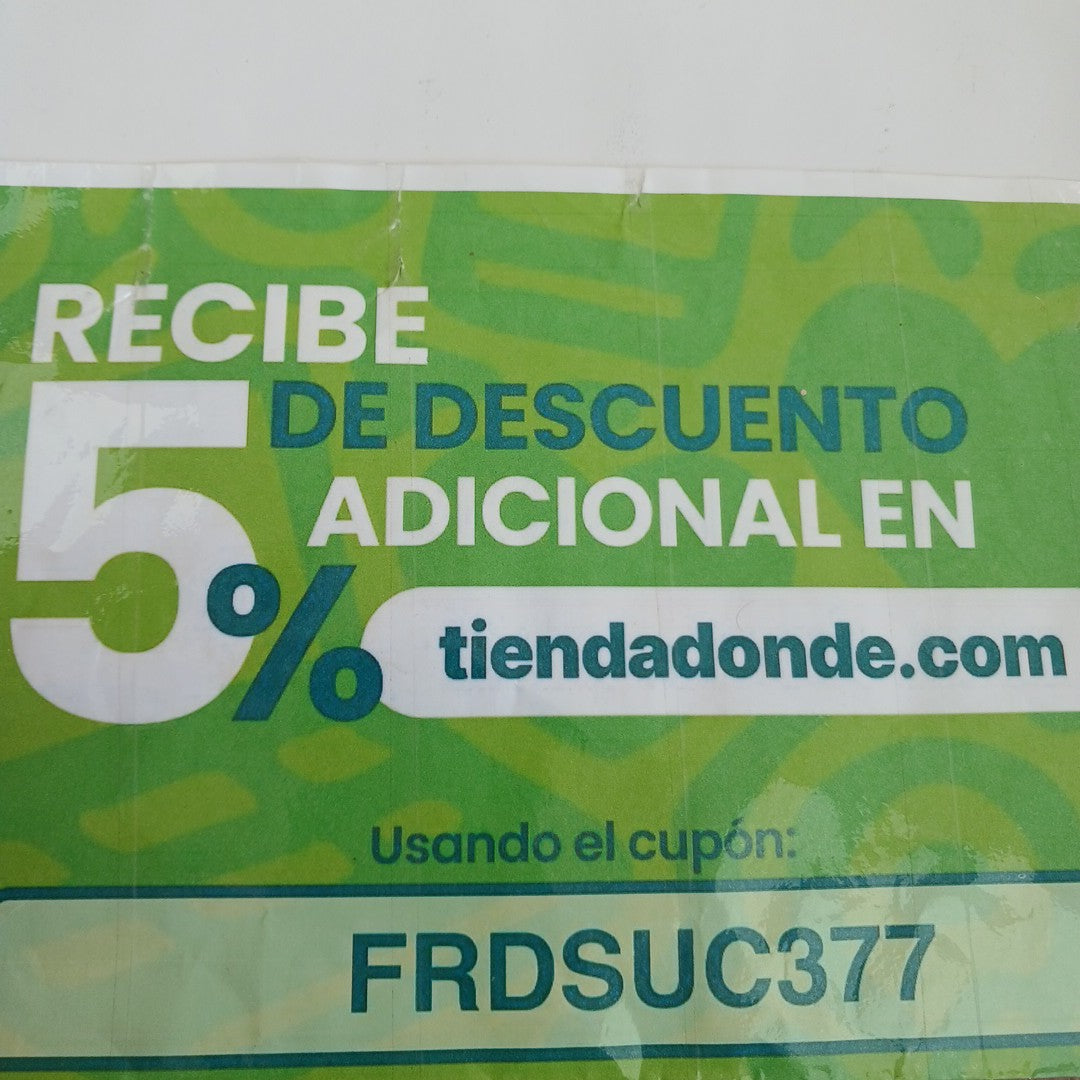 RECIBE
5% DE DESCUENTO
ADICIONAL EN
tiendadonde.com
Usando el cupón:
FRDSUC377